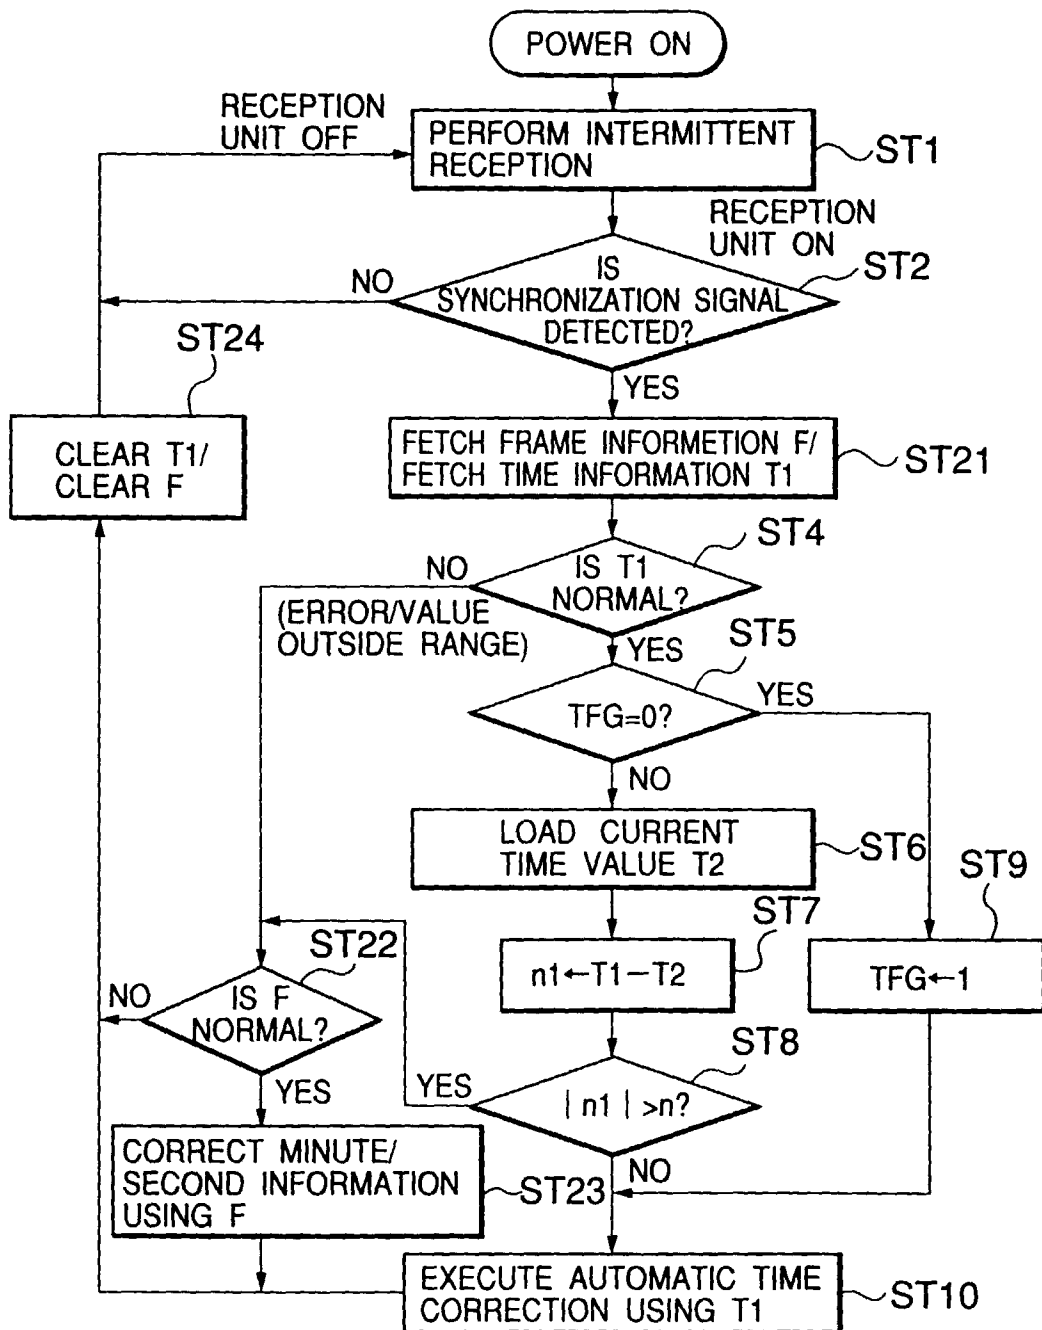 POWER ON
RECEPTION
UNIT OFF
PERFORM INTERMITTENT
RECEPTION
ST1
RECEPTION
UNIT ON
NO
IS
SYNCHRONIZATION SIGNAL
DETECTED?
ST2
ST24
YES
CLEAR T1/
CLEAR F
FETCH FRAME INFORMETION F/
FETCH TIME INFORMATION T1
ST21
ST4
NO
IS T1
NORMAL?
(ERROR/VALUE
OUTSIDE RANGE)
YES
ST5
TFG=0?
YES
NO
LOAD CURRENT
TIME VALUE T2
ST6
ST9
ST7
ST22
n1←T1−T2
TFG←1
NO
IS F
NORMAL?
ST8
YES
YES
| n1 | >n?
CORRECT MINUTE/
SECOND INFORMATION
USING F
ST23
NO
EXECUTE AUTOMATIC TIME
CORRECTION USING T1
ST10